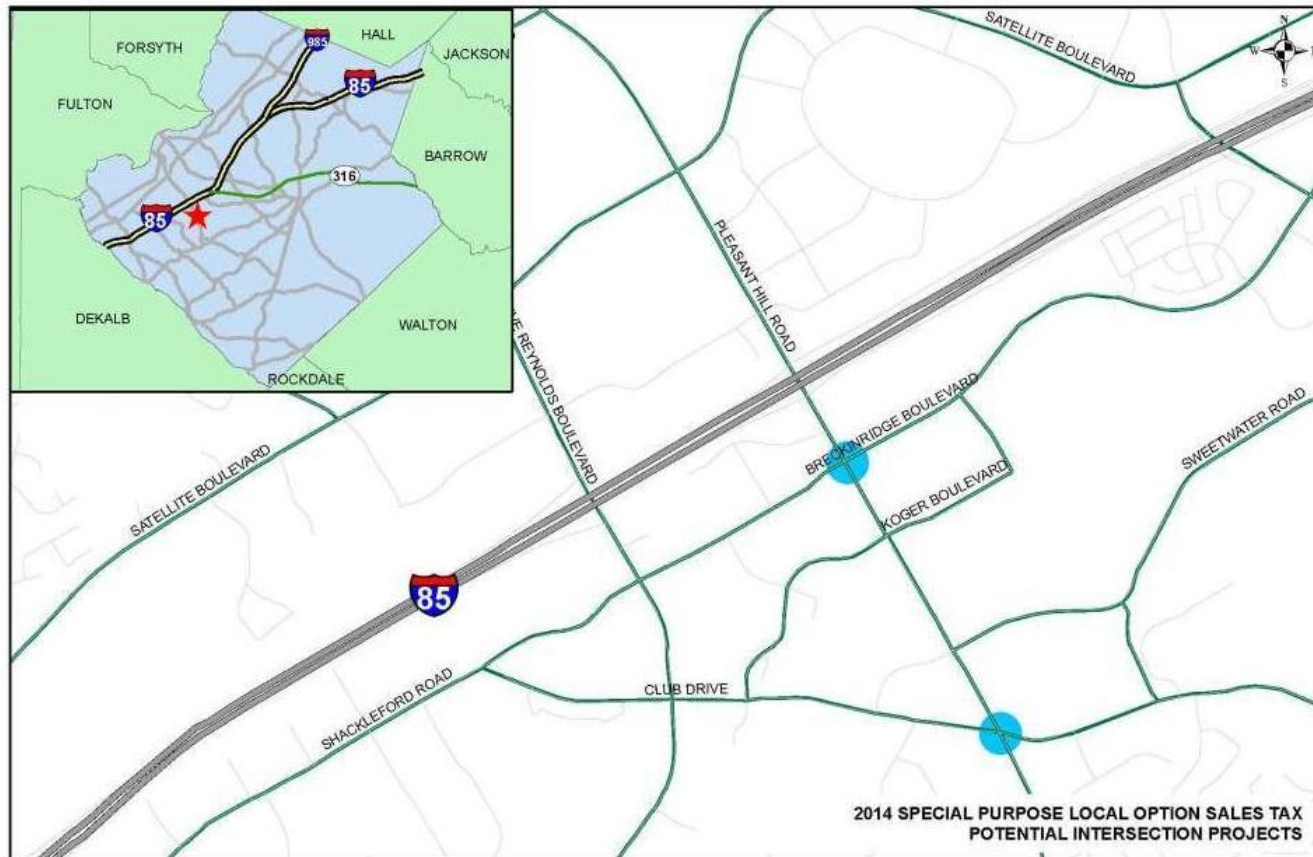 FORSYTH
HALL
985
JACKSON
85
FULTON
BARROW
316
85
DEKALB
WALTON
ROCKDALE
SATELLITE BOULEVARD
N
W
S
PLEASANT HILL ROAD
REYNOLDS BOULEVARD
BRECKINRIDGE BOULEVARD
SWEETWATER ROAD
KOGER BOULEVARD
SATELLITE BOULEVARD
85
SHACKLEFORD ROAD
CLUB DRIVE
2014 SPECIAL PURPOSE LOCAL OPTION SALES TAX
POTENTIAL INTERSECTION PROJECTS